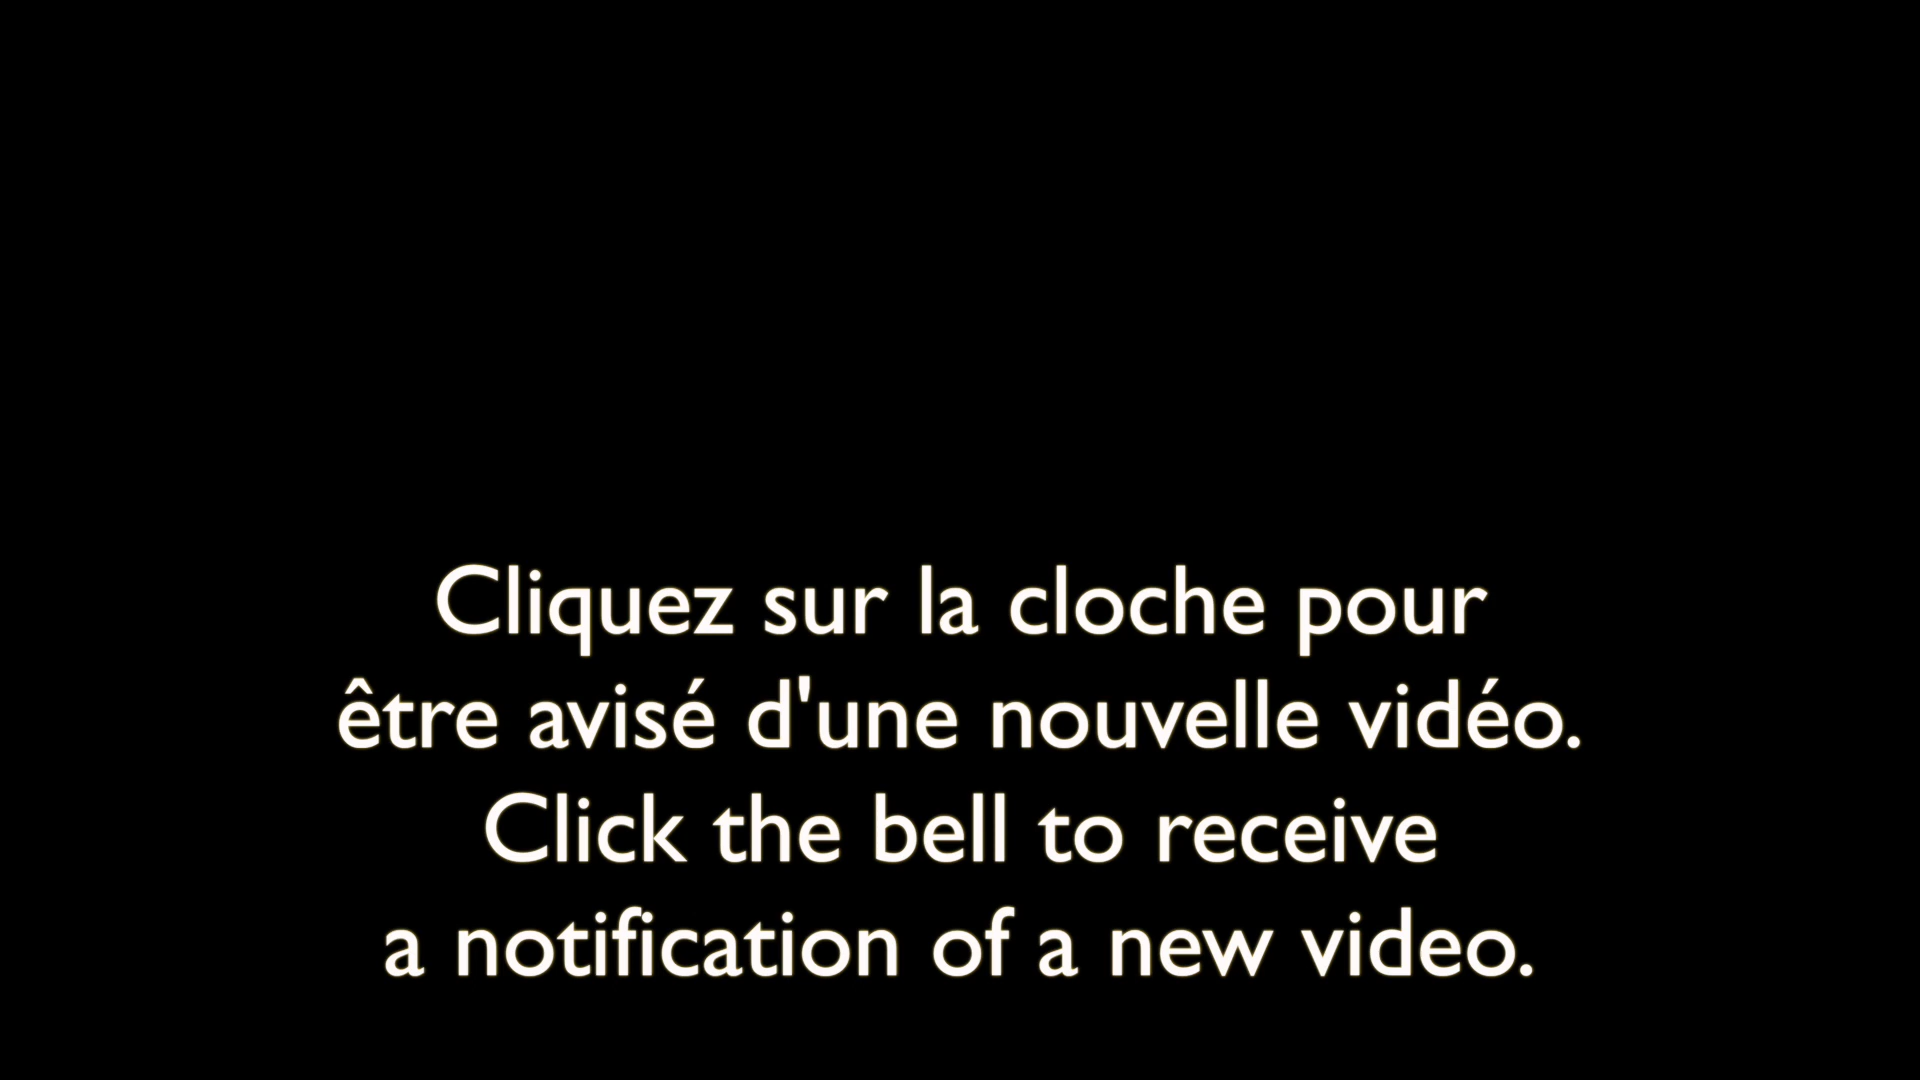 Cliquez sur la cloche pour
être avisé d'une nouvelle vidéo.
Click the bell to receive
a notification of a new video.